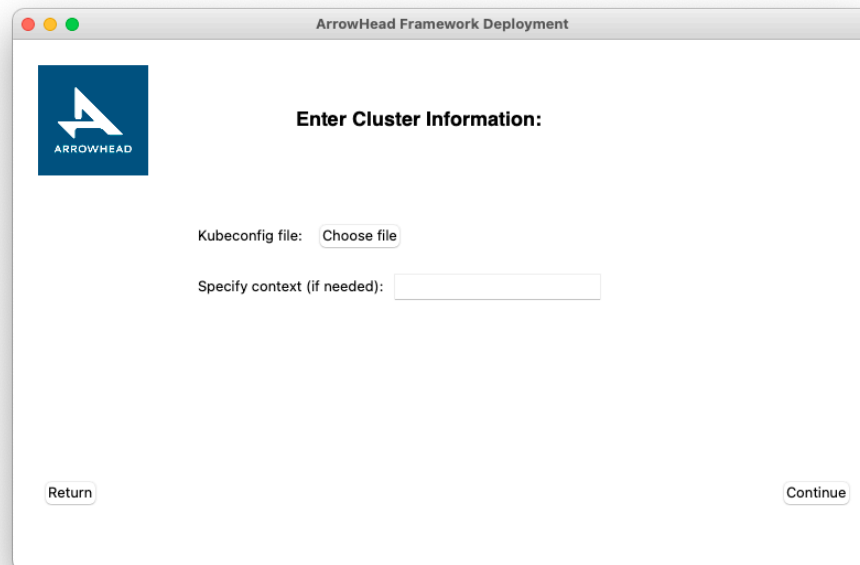 ArrowHead Framework Deployment
ARROWHEAD
Enter Cluster Information:
Kubeconfig file: Choose file
Specify context (if needed):
Return Continue